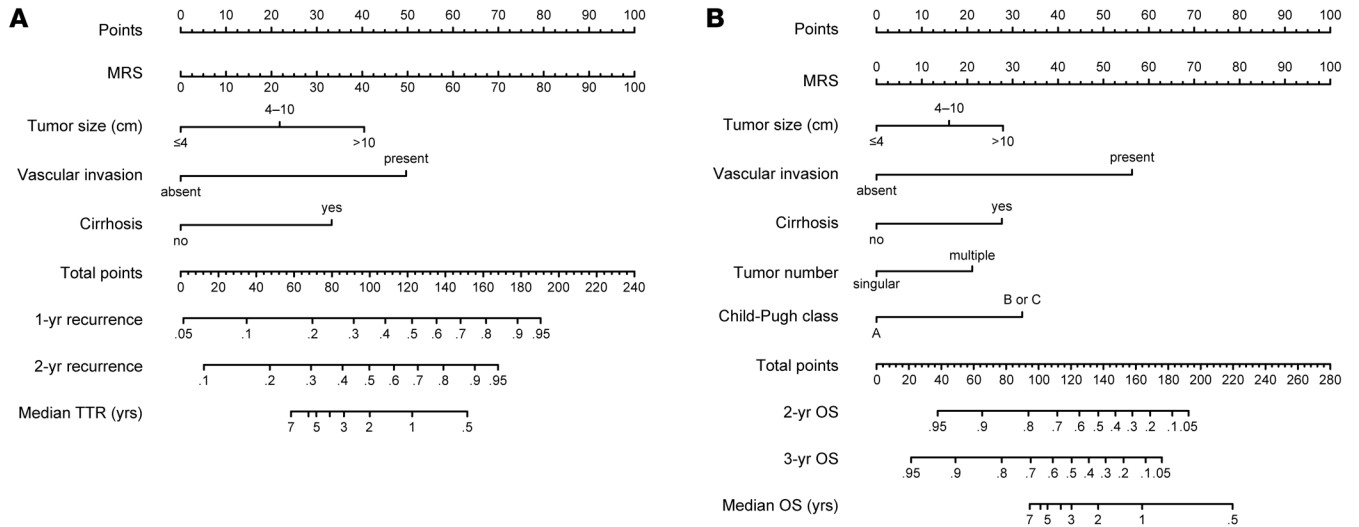 A
Points 0 10 20 30 40 50 60 70 80 90 100
MRS
0 10 20 30 40 50 60 70 80 90 100
4–10
Tumor size (cm)
≤4 >10
present
Vascular invasion
absent
yes
Cirrhosis
no
Total points
0 20 40 60 80 100 120 140 160 180 200 220 240
1-yr recurrence
.05 .1 .2 .3 .4 .5 .6 .7 .8 .9 .95
2-yr recurrence
.1 .2 .3 .4 .5 .6 .7 .8 .9 .95
Median TTR (yrs)
7 5 3 2 1 .5
B
Points 0 10 20 30 40 50 60 70 80 90 100
MRS 0 10 20 30 40 50 60 70 80 90 100
4–10
Tumor size (cm)
≤4 >10
present
Vascular invasion
absent
yes
Cirrhosis
no
multiple
Tumor number
singular
B or C
Child-Pugh class
A
Total points
0 20 40 60 80 100 120 140 160 180 200 220 240 260 280
2-yr OS
.95 .9 .8 .7 .6 .5 .4 .3 .2 .1 .05
3-yr OS
.95 .9 .8 .7 .6 .5 .4 .3 .2 .1 .05
Median OS (yrs)
7 5 3 2 1 .5